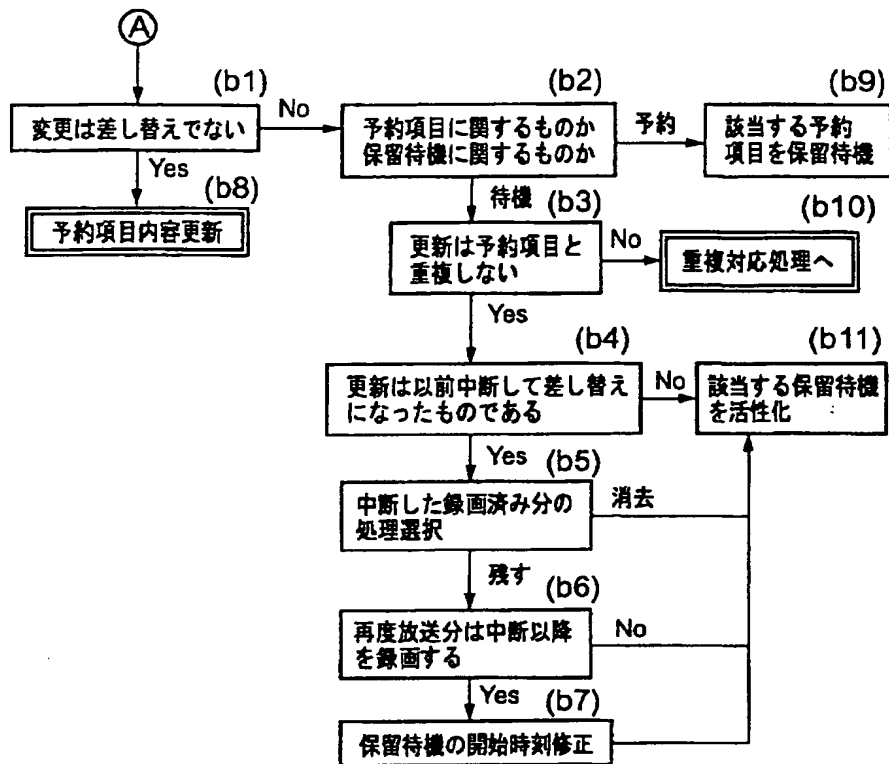 A
(b1)
(b2)
(b9)
変更は差し替えでない
No
予約項目に関するものか
保留待機に関するものか
予約
該当する予約
項目を保留待機
Yes
(b8)
予約項目内容更新
待機
(b3)
(b10)
更新は予約項目と
重複しない
No
重複対応処理へ
Yes
(b4)
(b11)
更新は以前中断して差し替え
になったものである
No
該当する保留待機
を活性化
Yes
(b5)
中断した録画済み分の
処理選択
消去
残す
(b6)
再度放送分は中断以降
を録画する
No
Yes
(b7)
保留待機の開始時刻修正